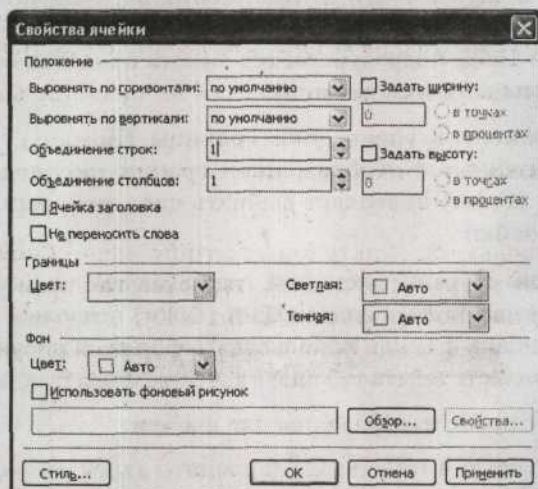 Свойства ячейки
Положение
Выровнять по горизонтали: по умолчанию Задать ширину:
0 в точках
Выровнять по вертикали: по умолчанию
в процентах
Объединение строк: 1 Задать высоту:
Объединение столбцов: 1 0 в точках
Ячейка заголовка в процентах
Не переносить слова
Границы
Цвет: Светлая: Авто
Темная: Авто
Фон
Цвет: Авто
Использовать фоновый рисунок
Обзор... Свойства...
Стиль... ОК Отмена Применить